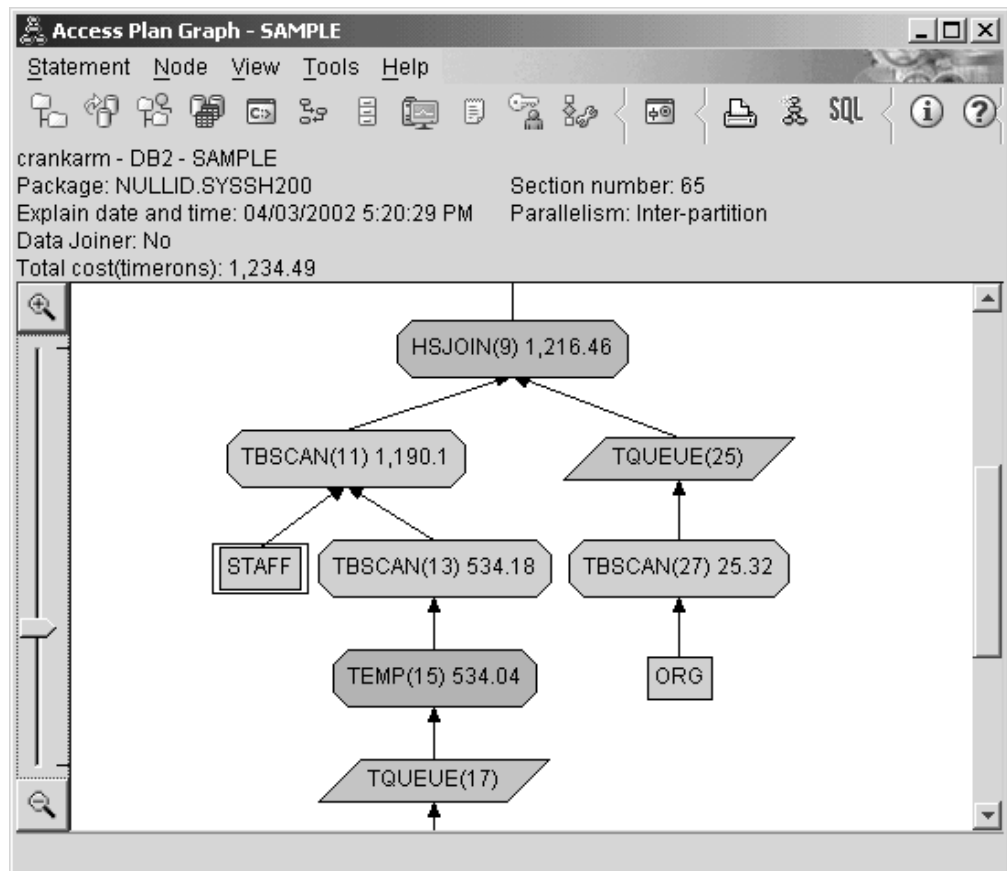 Access Plan Graph - SAMPLE
Statement Node View Tools Help
C:> SQL i ?
crankarm - DB2 - SAMPLE
Package: NULLID.SYSSH200 Section number: 65
Explain date and time: 04/03/2002 5:20:29 PM Parallelism: Inter-partition
Data Joiner: No
Total cost(timerons): 1,234.49
HSJOIN(9) 1,216.46
TBSCAN(11) 1,190.1 TQUEUE(25)
STAFF TBSCAN(13) 534.18 TBSCAN(27) 25.32
TEMP(15) 534.04 ORG
TQUEUE(17)